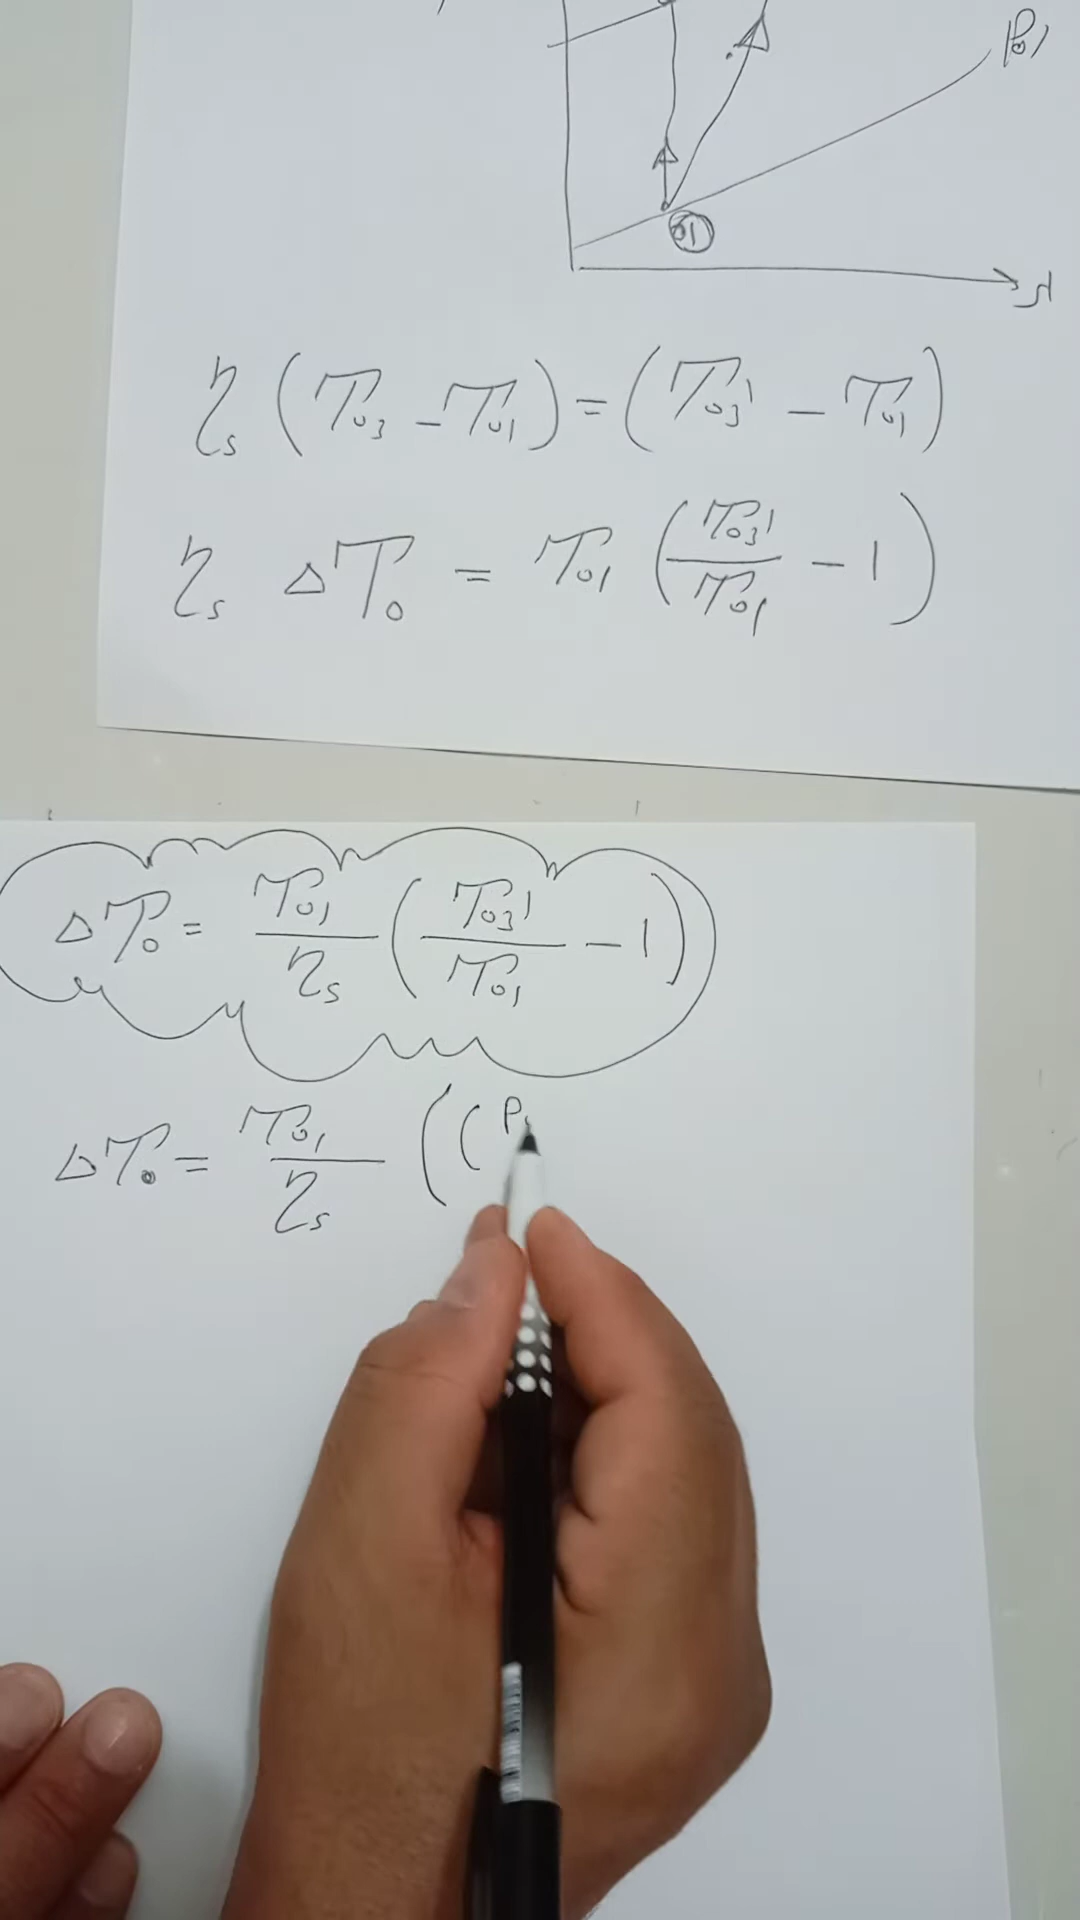 P01
01
s
ηs (T03 − T01) = (T03' − T01)
ηs ΔT0 = T01 (T03'/T01 − 1)
ΔT0 = T01/ηs (T03'/T01 − 1)
ΔT0 = T01/ηs ((P0